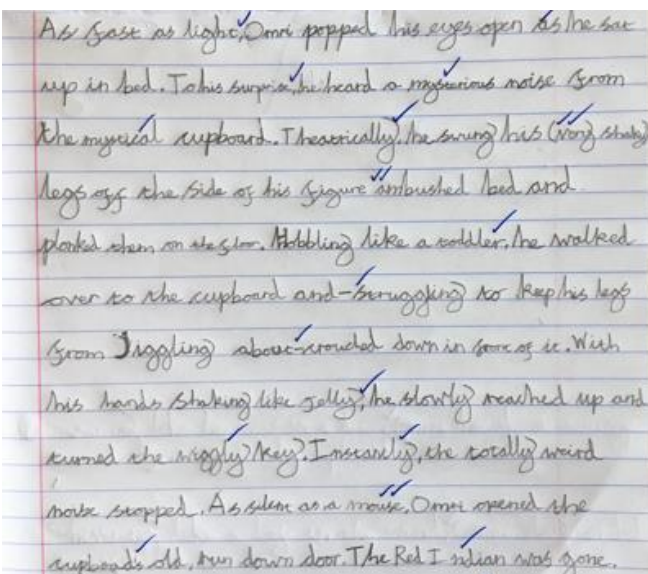 As fast as light, Omri popped his eyes open as he sat
up in bed. To his surprise, he heard a mysterious noise from
the mystical cupboard. Theatrically, he swung his (very shaky)
legs off the side of his figure ambushed bed and
plonked them on the floor. Hobbling like a toddler, he walked
over to the cupboard and - struggling to keep his legs
from Jiggling about - crouched down in front of it. With
his hands shaking like Jelly, he slowly reached up and
turned the niggly key. Instantly, the totally weird
noise stopped. As silent as a mouse, Omri opened the
cupboard's old, run down door. The Red Indian was gone.